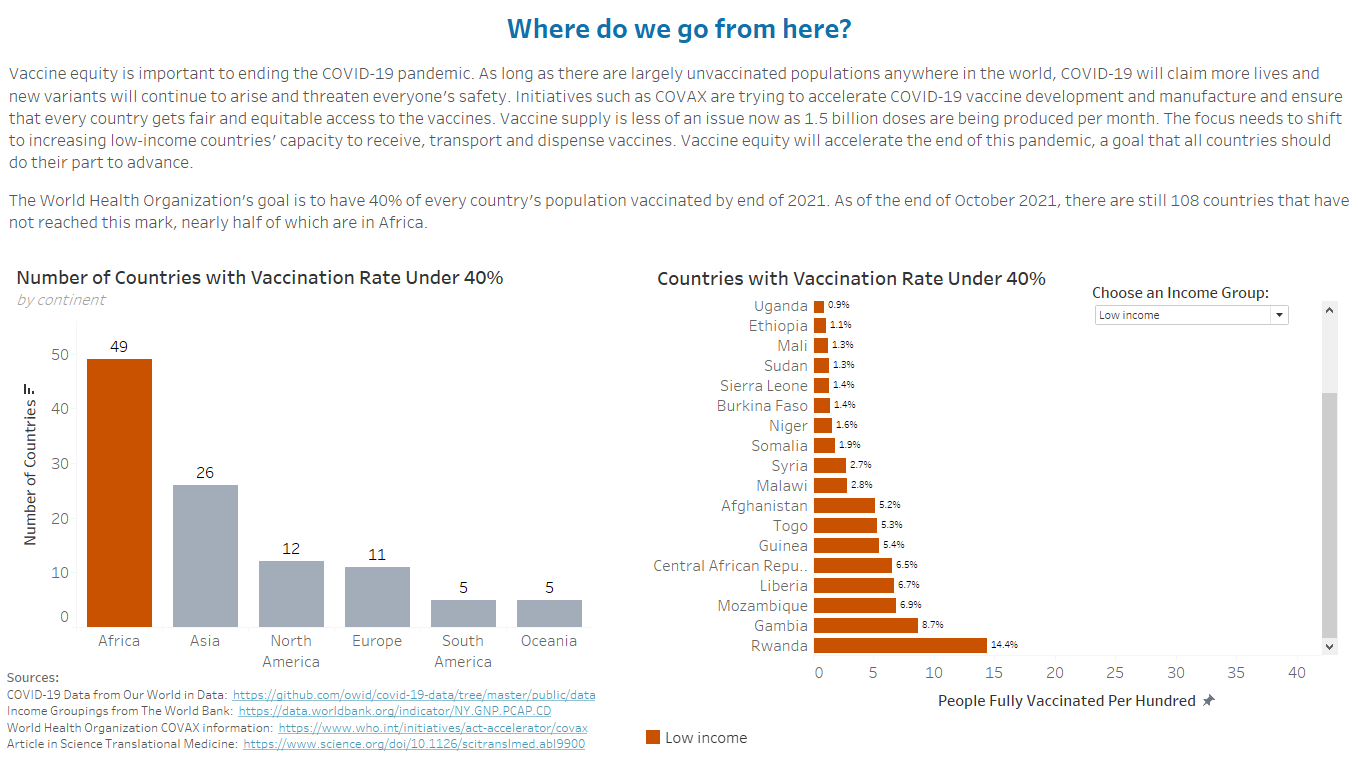 Where do we go from here?
Vaccine equity is important to ending the COVID-19 pandemic. As long as there are largely unvaccinated populations anywhere in the world, COVID-19 will claim more lives and
new variants will continue to arise and threaten everyone's safety. Initiatives such as COVAX are trying to accelerate COVID-19 vaccine development and manufacture and ensure
that every country gets fair and equitable access to the vaccines. Vaccine supply is less of an issue now as 1.5 billion doses are being produced per month. The focus needs to shift
to increasing low-income countries' capacity to receive, transport and dispense vaccines. Vaccine equity will accelerate the end of this pandemic, a goal that all countries should
do their part to advance.
The World Health Organization's goal is to have 40% of every country's population vaccinated by end of 2021. As of the end of October 2021, there are still 108 countries that have
not reached this mark, nearly half of which are in Africa.
Number of Countries with Vaccination Rate Under 40%
by continent
Number of Countries
50
40
30
20
10
0
49
26
12
11
5
5
Africa
Asia
North
America
Europe
South
America
Oceania
Sources:
COVID-19 Data from Our World in Data: https://github.com/owid/covid-19-data/tree/master/public/data
Income Groupings from The World Bank: https://data.worldbank.org/indicator/NY.GNP.PCAP.CD
World Health Organization COVAX information: https://www.who.int/initiatives/act-accelerator/covax
Article in Science Translational Medicine: https://www.science.org/doi/10.1126/scitranslmed.abl9900
Countries with Vaccination Rate Under 40%
Choose an Income Group:
Low income
Uganda 0.9%
Ethiopia 1.1%
Mali 1.3%
Sudan 1.3%
Sierra Leone 1.4%
Burkina Faso 1.4%
Niger 1.6%
Somalia 1.9%
Syria 2.7%
Malawi 2.8%
Afghanistan 5.2%
Togo 5.3%
Guinea 5.4%
Central African Repu.. 6.5%
Liberia 6.7%
Mozambique 6.9%
Gambia 8.7%
Rwanda 14.4%
0 5 10 15 20 25 30 35 40
People Fully Vaccinated Per Hundred
Low income